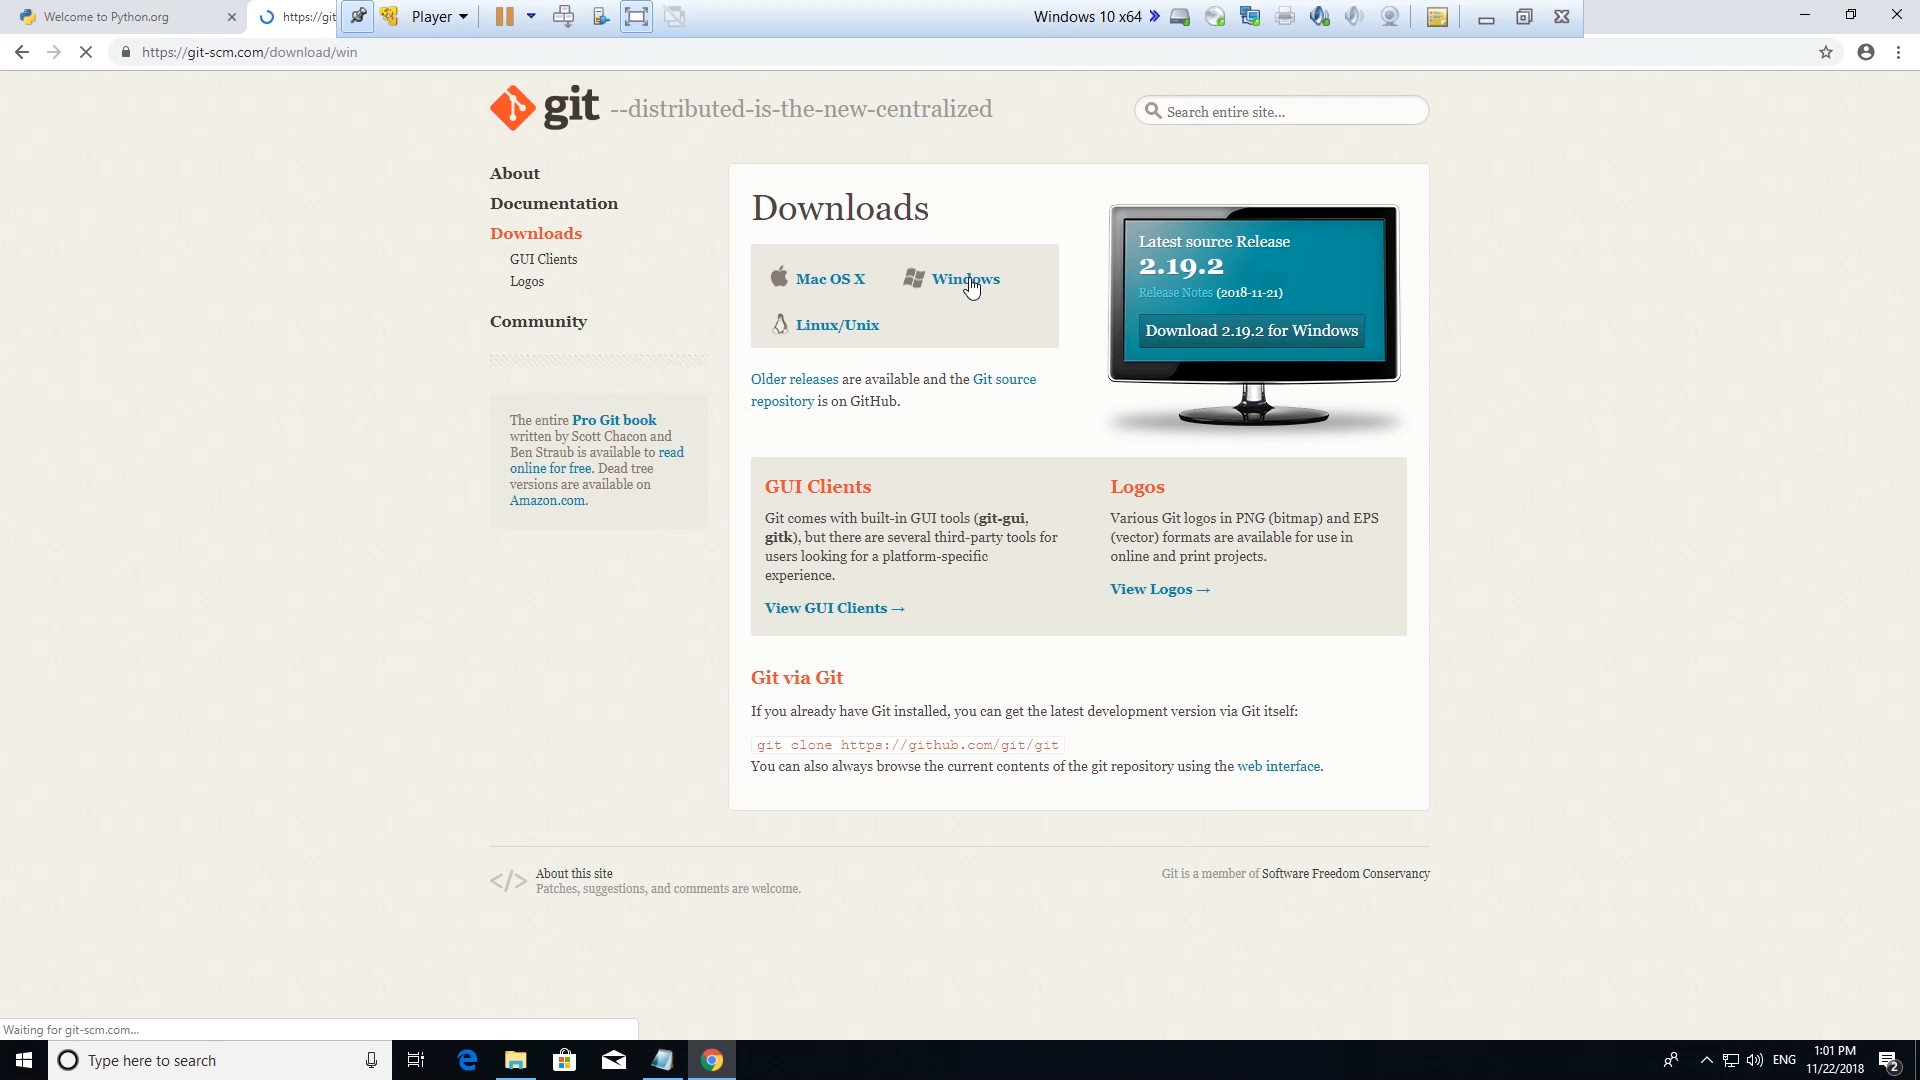 Welcome to Python.org
https://git
Player
Windows 10 x64
https://git-scm.com/download/win
git --distributed-is-the-new-centralized
Search entire site...
About
Documentation
Downloads
GUI Clients
Logos
Community
The entire Pro Git book
written by Scott Chacon and
Ben Straub is available to read
online for free. Dead tree
versions are available on
Amazon.com.
Downloads
Mac OS X
Windows
Linux/Unix
Older releases are available and the Git source
repository is on GitHub.
Latest source Release
2.19.2
Release Notes (2018-11-21)
Download 2.19.2 for Windows
GUI Clients
Git comes with built-in GUI tools (git-gui,
gitk), but there are several third-party tools for
users looking for a platform-specific
experience.
View GUI Clients →
Logos
Various Git logos in PNG (bitmap) and EPS
(vector) formats are available for use in
online and print projects.
View Logos →
Git via Git
If you already have Git installed, you can get the latest development version via Git itself:
git clone https://github.com/git/git
You can also always browse the current contents of the git repository using the web interface.
</> About this site
Patches, suggestions, and comments are welcome.
Git is a member of Software Freedom Conservancy
Waiting for git-scm.com...
Type here to search
ENG
1:01 PM
11/22/2018
2